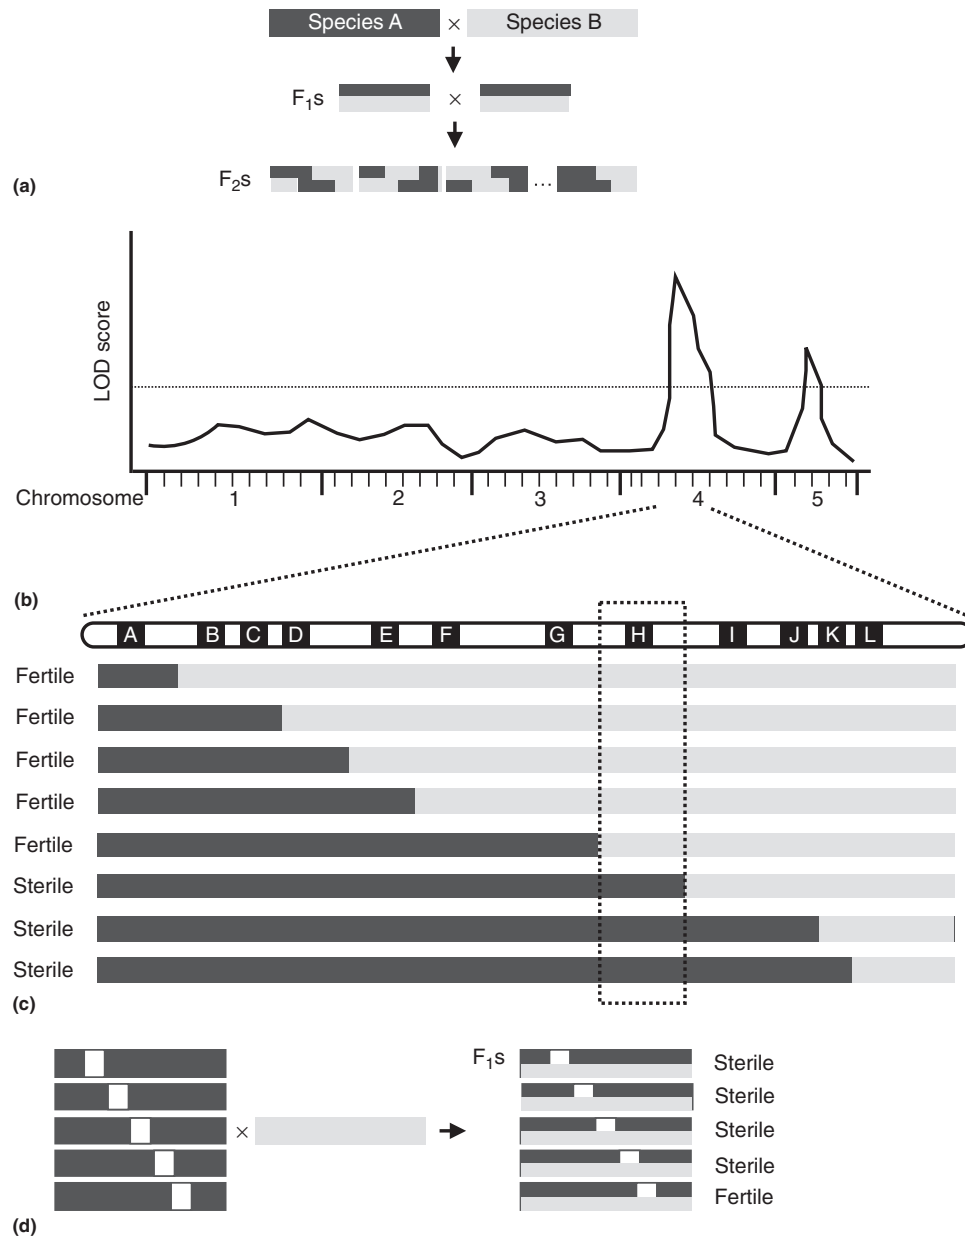 Species A × Species B
F₁s ×
F₂s ...
(a)
LOD score
Chromosome 1 2 3 4 5
(b)
A B C D E F G H I J K L
Fertile
Fertile
Fertile
Fertile
Fertile
Sterile
Sterile
Sterile
(c)
F₁s Sterile
Sterile
× Sterile
Sterile
Fertile
(d)